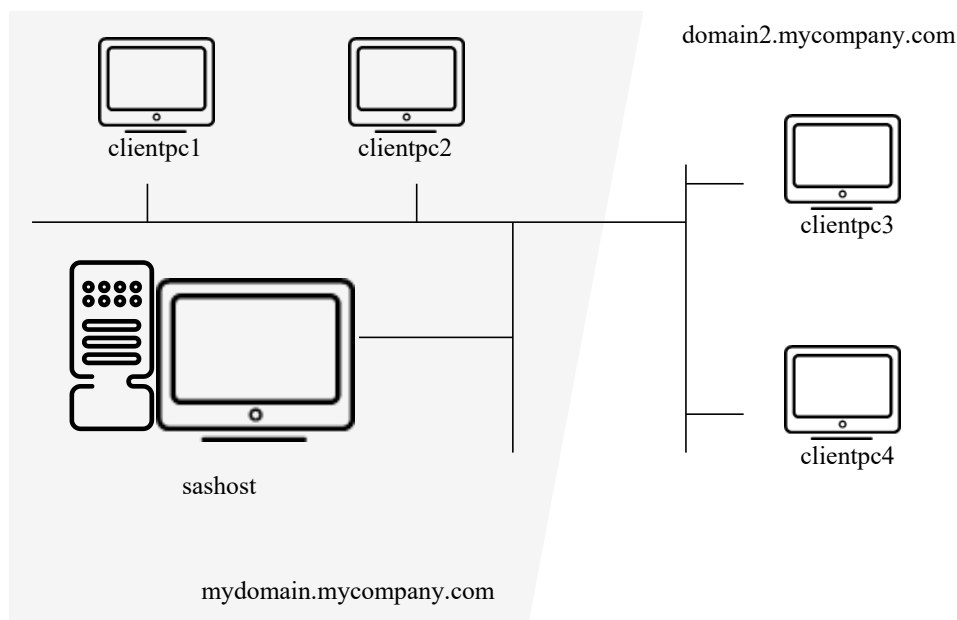 domain2.mycompany.com
clientpc1
clientpc2
clientpc3
clientpc4
sashost
mydomain.mycompany.com